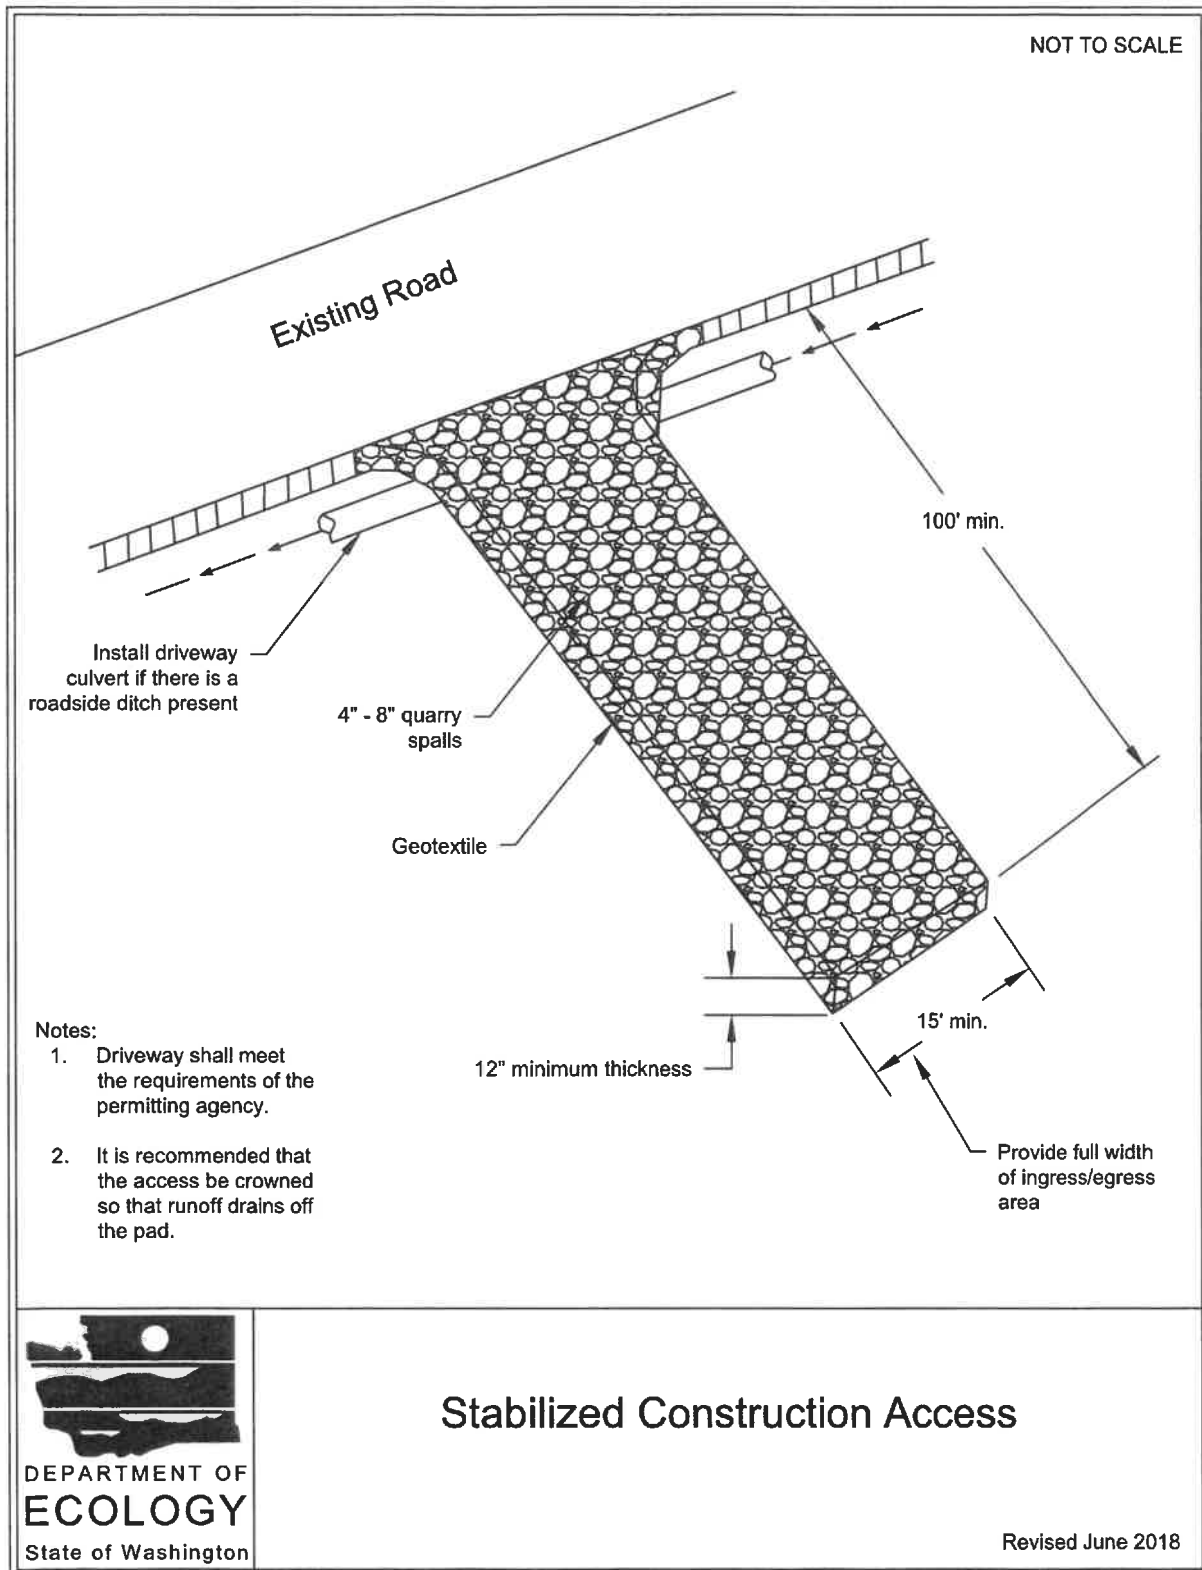 NOT TO SCALE
Existing Road
100' min.
Install driveway
culvert if there is a
roadside ditch present
4" - 8" quarry
spalls
Geotextile
12" minimum thickness
15' min.
Provide full width
of ingress/egress
area
Notes:
1. Driveway shall meet
the requirements of the
permitting agency.
2. It is recommended that
the access be crowned
so that runoff drains off
the pad.
DEPARTMENT OF
ECOLOGY
State of Washington
Stabilized Construction Access
Revised June 2018